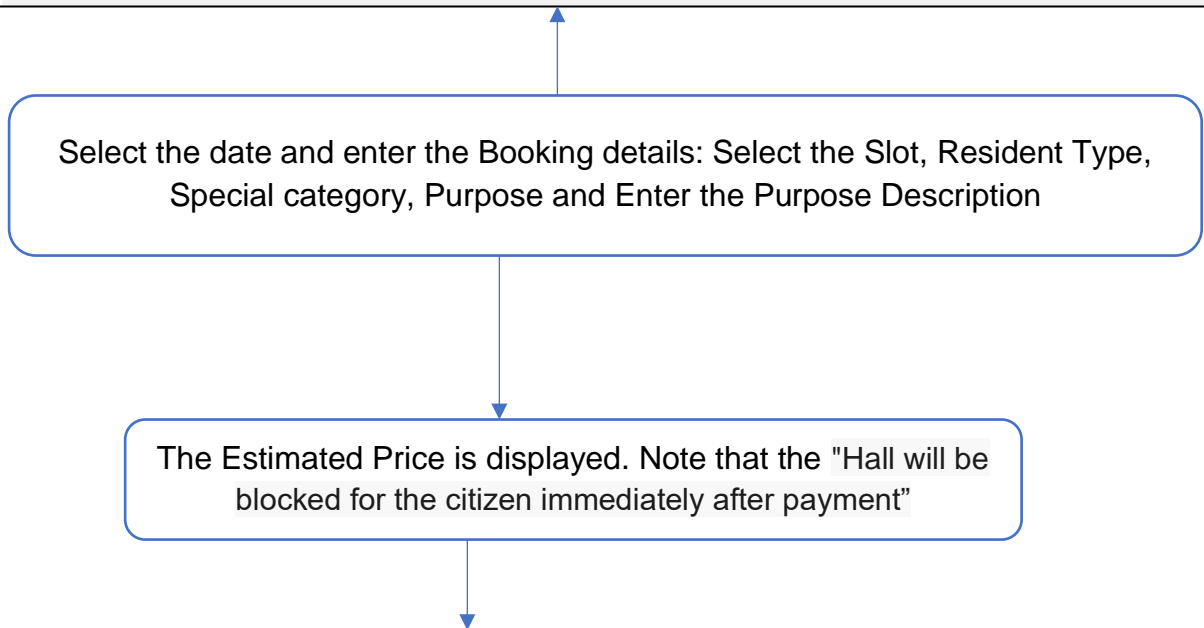 Select the date and enter the Booking details: Select the Slot, Resident Type,
Special category, Purpose and Enter the Purpose Description
The Estimated Price is displayed. Note that the "Hall will be
blocked for the citizen immediately after payment”